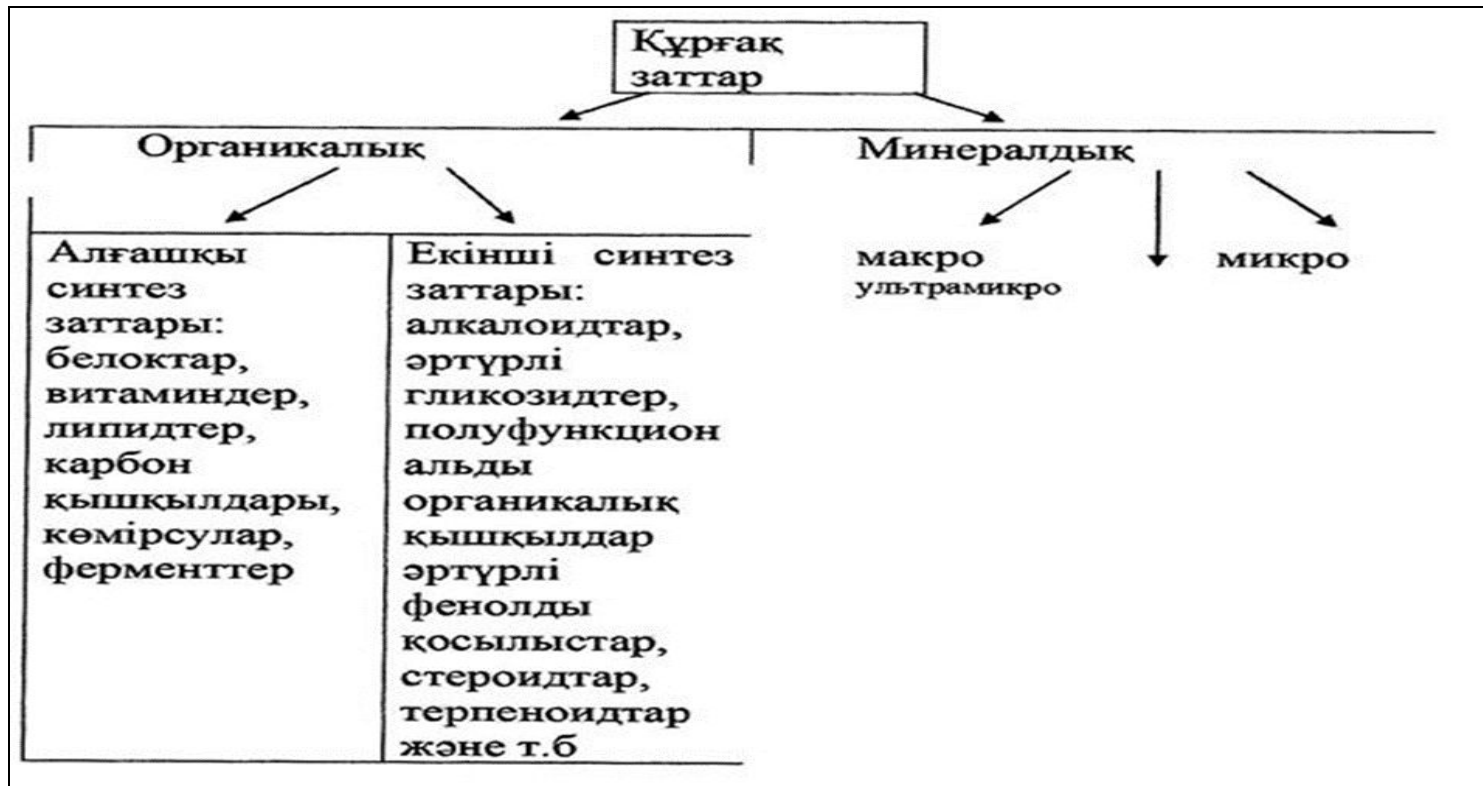 Құрғақ
заттар
Органикалық
Минералдық
Алғашқы
синтез
заттары:
белоктар,
витаминдер,
липидтер,
карбон
қышқылдары,
көмірсулар,
ферменттер
Екінші синтез
заттары:
алкалоидтар,
әртүрлі
гликозидтер,
полуфункцион
альды
органикалық
қышқылдар
әртүрлі
фенолды
қосылыстар,
стероидтар,
терпеноидтар
және т.б
макро
ультрамикро
микро